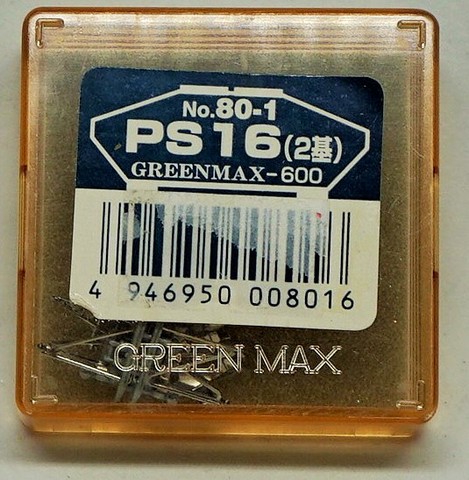 No.80-1
PS16(2基)
GREENMAX-600
4 946950 008016
GREEN MAX